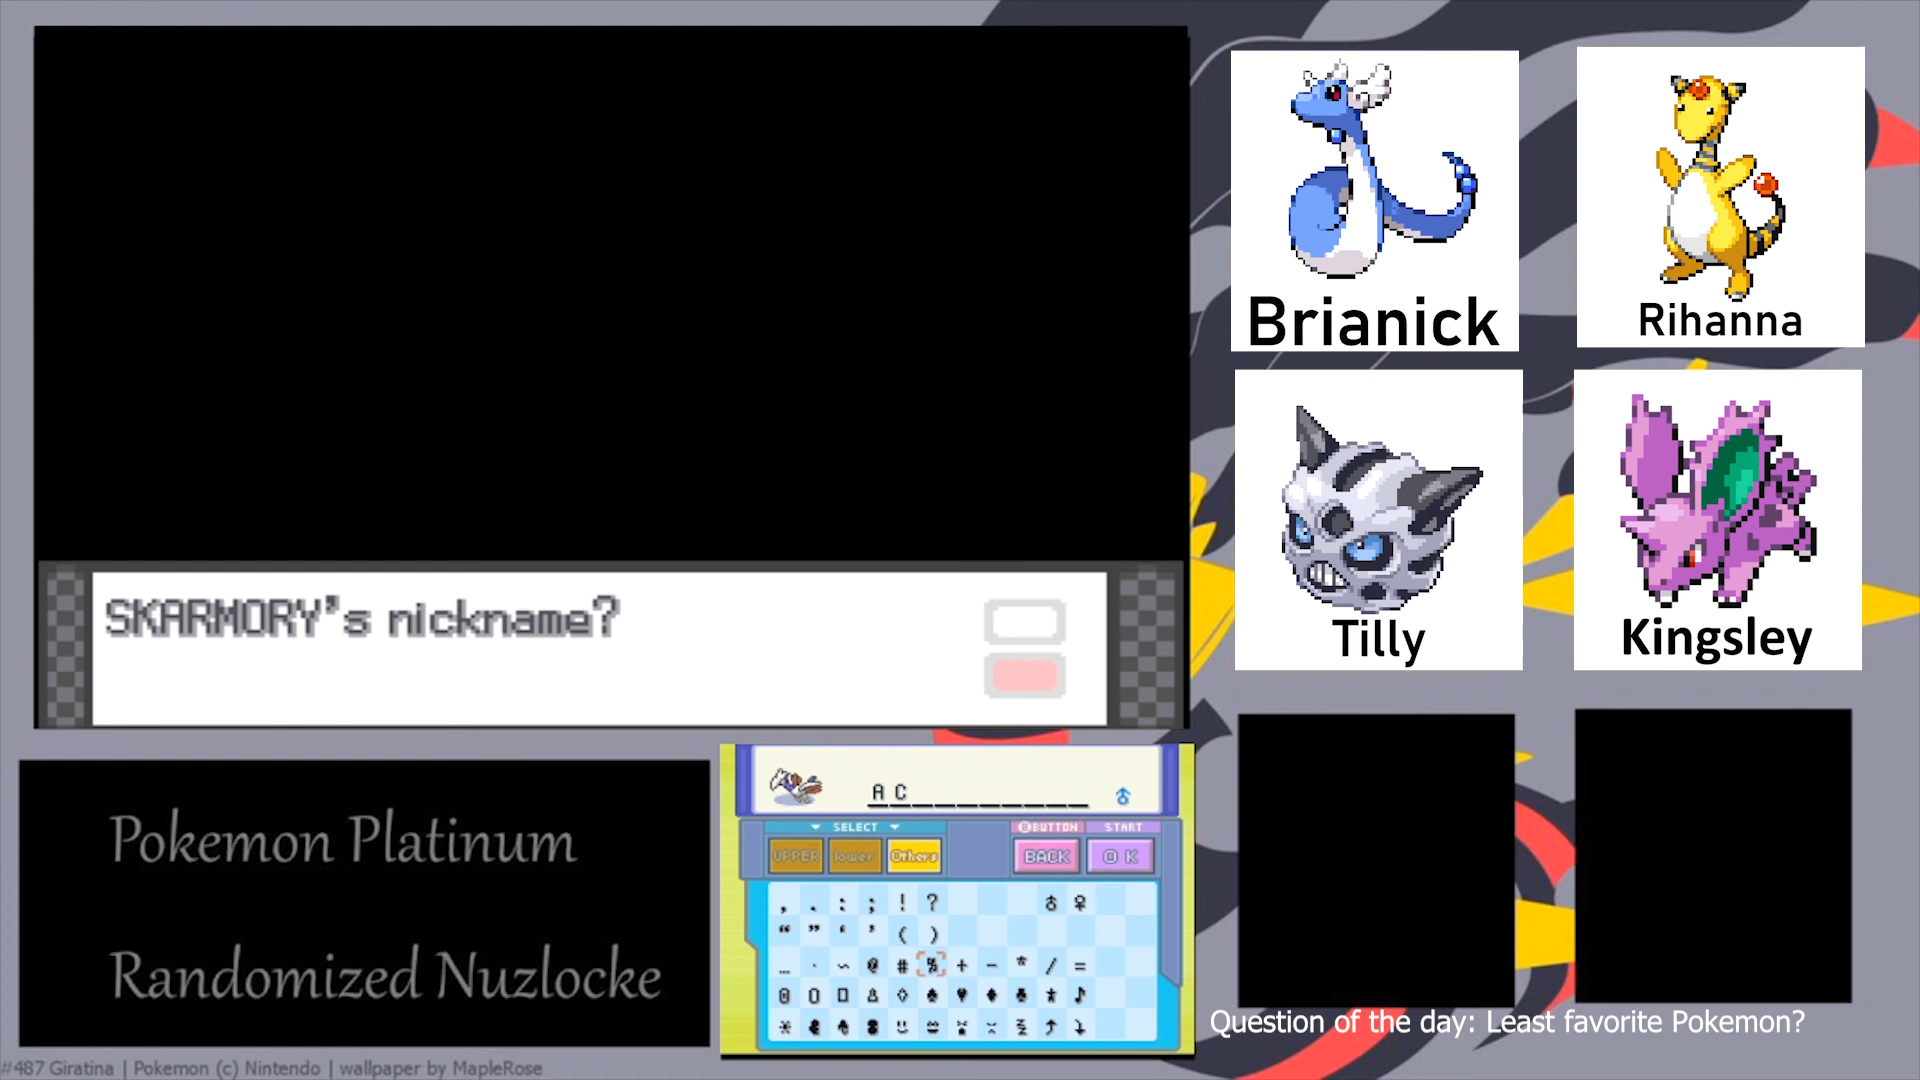 SKARMORY's nickname?
Brianick
Rihanna
Tilly
Kingsley
Pokemon Platinum
Randomized Nuzlocke
A C
SELECT
B BUTTON
START
UPPER
lower
Others
BACK
OK
, . : ; ! ? ♂ ♀
“ ” ‘ ’ ( )
… · ~ @ # % + - * / =
Question of the day: Least favorite Pokemon?
#487 Giratina | Pokemon (c) Nintendo | wallpaper by MapleRose